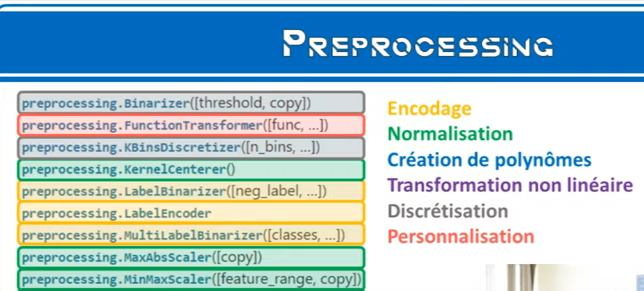 PREPROCESSING
preprocessing.Binarizer([threshold, copy])
preprocessing.FunctionTransformer([func, ...])
preprocessing.KBinsDiscretizer([n_bins, ...])
preprocessing.KernelCenterer()
preprocessing.LabelBinarizer([neg_label, ...])
preprocessing.LabelEncoder
preprocessing.MultiLabelBinarizer([classes, ...])
preprocessing.MaxAbsScaler([copy])
preprocessing.MinMaxScaler([feature_range, copy])
Encodage
Normalisation
Création de polynômes
Transformation non linéaire
Discrétisation
Personnalisation